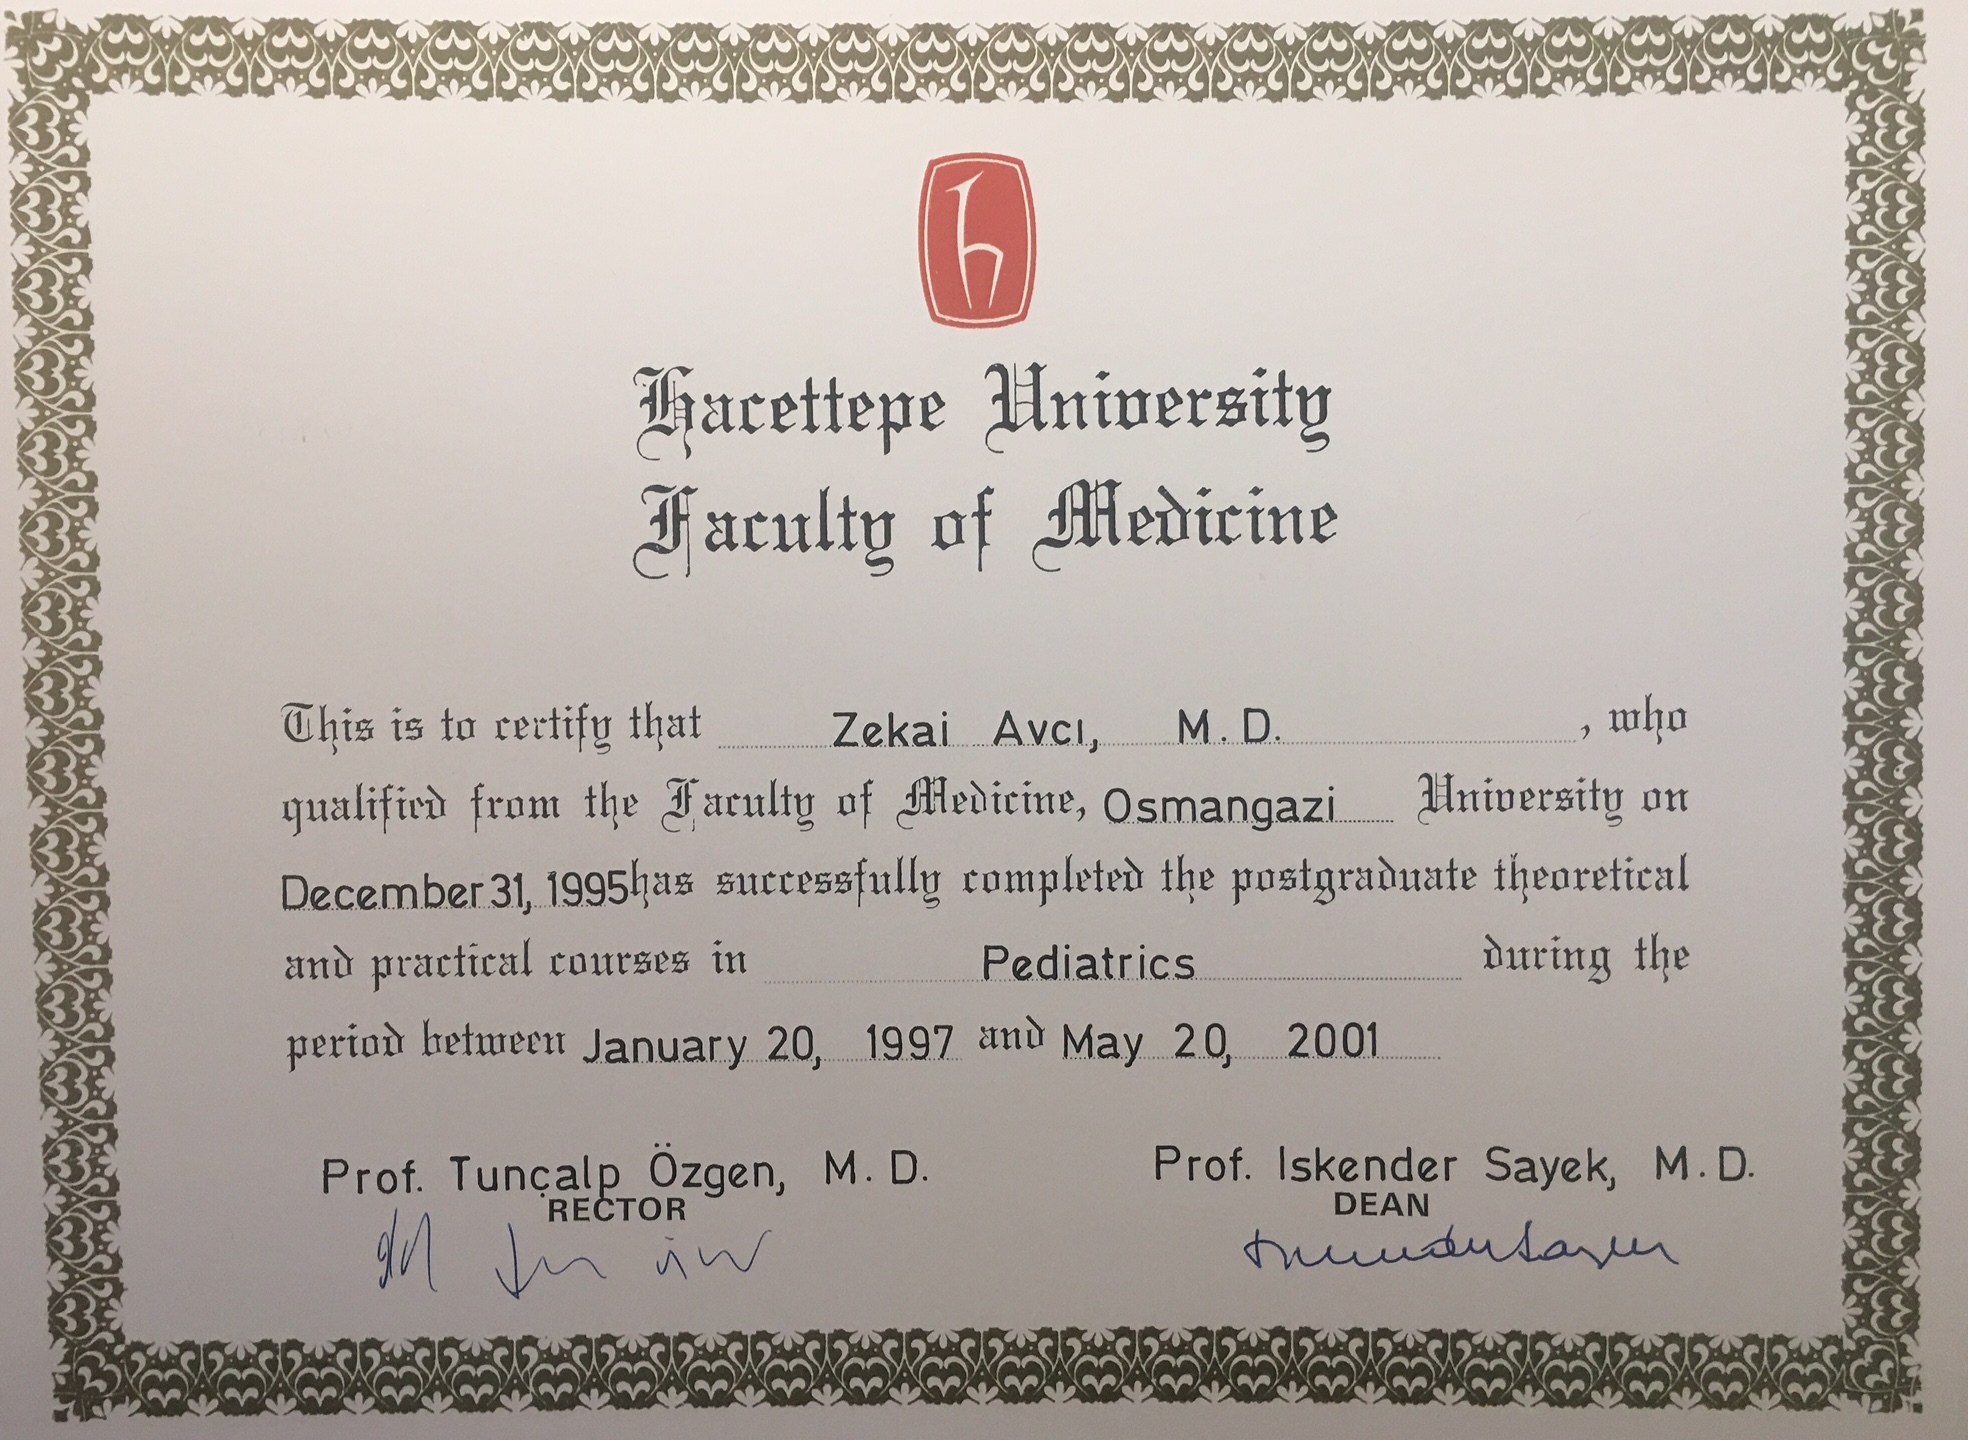 h
Hacettepe University
Faculty of Medicine
This is to certify that Zekai Avcı, M.D. , who
qualified from the Faculty of Medicine, Osmangazi University on
December 31, 1995 has successfully completed the postgraduate theoretical
and practical courses in Pediatrics during the
period between January 20, 1997 and May 20, 2001
Prof. Tunçalp Özgen, M.D. Prof. Iskender Sayek, M.D.
RECTOR DEAN